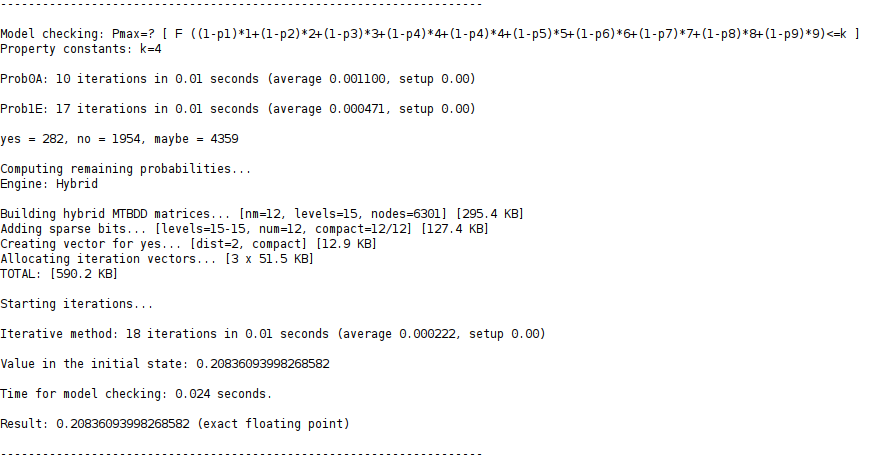 ---------------------------------------------------------------------
Model checking: Pmax=? [ F ((1-p1)*1+(1-p2)*2+(1-p3)*3+(1-p4)*4+(1-p4)*4+(1-p5)*5+(1-p6)*6+(1-p7)*7+(1-p8)*8+(1-p9)*9)<=k ]
Property constants: k=4
Prob0A: 10 iterations in 0.01 seconds (average 0.001100, setup 0.00)
Prob1E: 17 iterations in 0.01 seconds (average 0.000471, setup 0.00)
yes = 282, no = 1954, maybe = 4359
Computing remaining probabilities...
Engine: Hybrid
Building hybrid MTBDD matrices... [nm=12, levels=15, nodes=6301] [295.4 KB]
Adding sparse bits... [levels=15-15, num=12, compact=12/12] [127.4 KB]
Creating vector for yes... [dist=2, compact] [12.9 KB]
Allocating iteration vectors... [3 x 51.5 KB]
TOTAL: [590.2 KB]
Starting iterations...
Iterative method: 18 iterations in 0.01 seconds (average 0.000222, setup 0.00)
Value in the initial state: 0.20836093998268582
Time for model checking: 0.024 seconds.
Result: 0.20836093998268582 (exact floating point)
---------------------------------------------------------------------